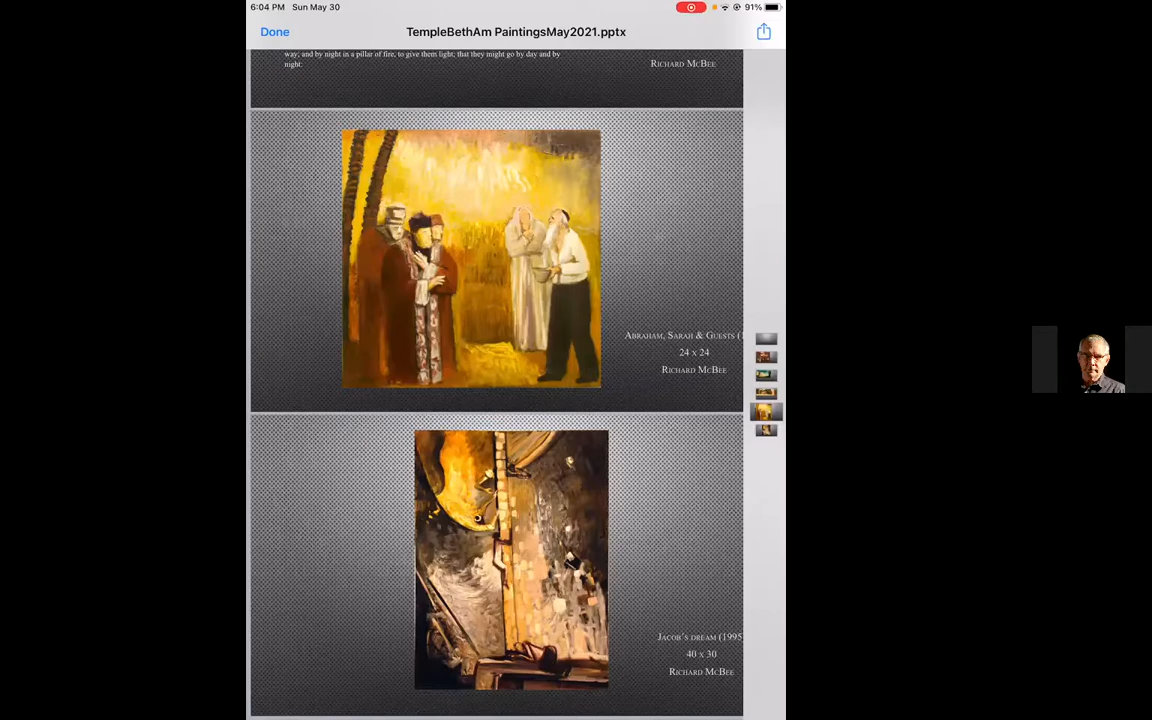 6:04 PM Sun May 30
91%
Done
TempleBethAm PaintingsMay2021.pptx
way; and by night in a pillar of fire, to give them light; that they might go by day and by
night:
Richard McBee
Abraham, Sarah & Guests (1
24 x 24
Richard McBee
Jacob's dream (1995
40 x 30
Richard McBee